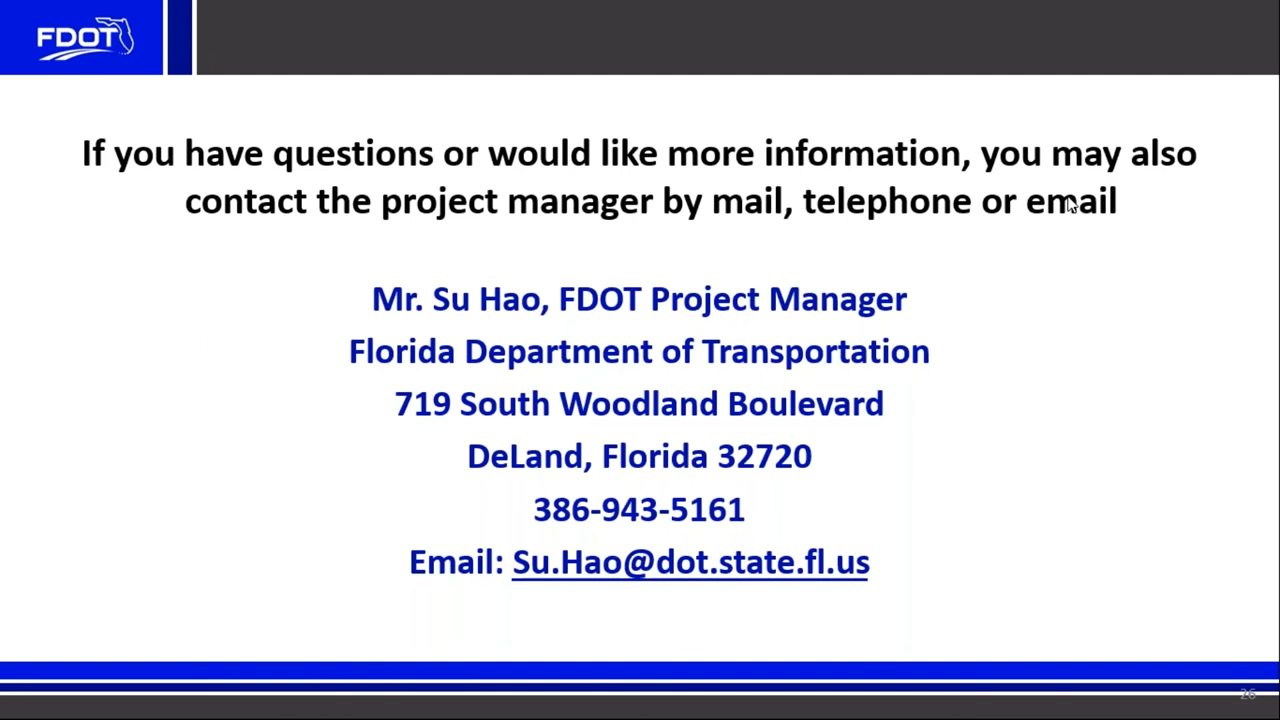 FDOT
If you have questions or would like more information, you may also
contact the project manager by mail, telephone or email
Mr. Su Hao, FDOT Project Manager
Florida Department of Transportation
719 South Woodland Boulevard
DeLand, Florida 32720
386-943-5161
Email: Su.Hao@dot.state.fl.us
26